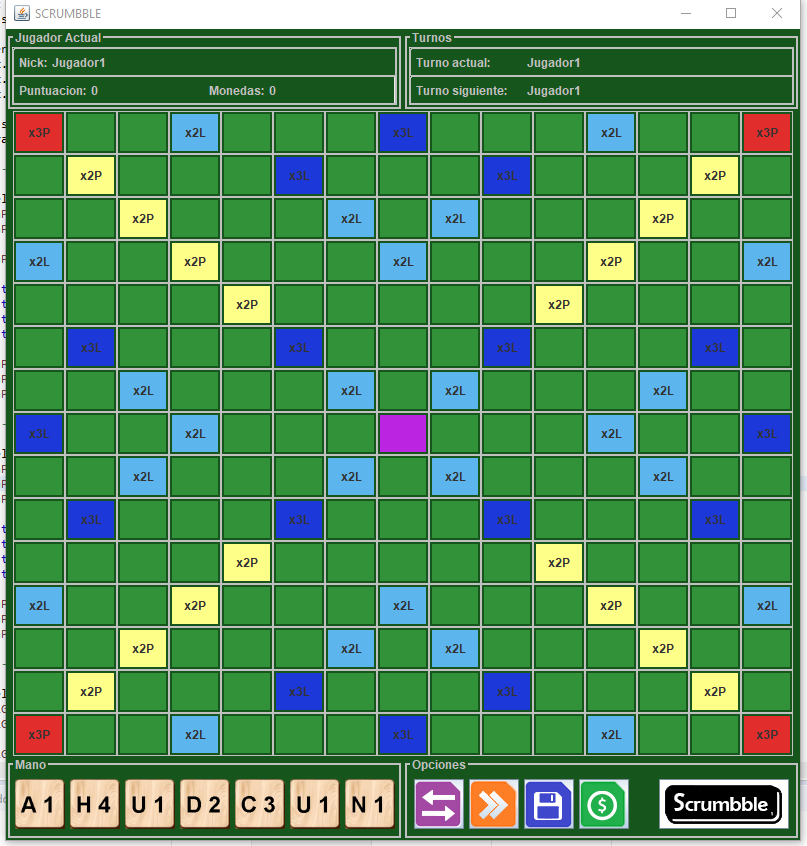 SCRUMBBLE
Jugador Actual
Turnos
Nick: Jugador1
Turno actual: Jugador1
Puntuacion: 0 Monedas: 0
Turno siguiente: Jugador1
x3P x2L x3L x2L x3P
x2P x3L x3L x2P
x2P x2L x2L x2P
x2L x2P x2L x2P x2L
x2P x2P
x3L x3L x3L x3L
x2L x2L x2L x2L
x3L x2L x2L x3L
x2L x2L x2L x2L
x3L x3L x3L x3L
x2P x2P
x2L x2P x2L x2P x2L
x2P x2L x2L x2P
x2P x3L x3L x2P
x3P x2L x3L x2L x3P
Mano
Opciones
A 1 H 4 U 1 D 2 C 3 U 1 N 1
$
Scrumbble